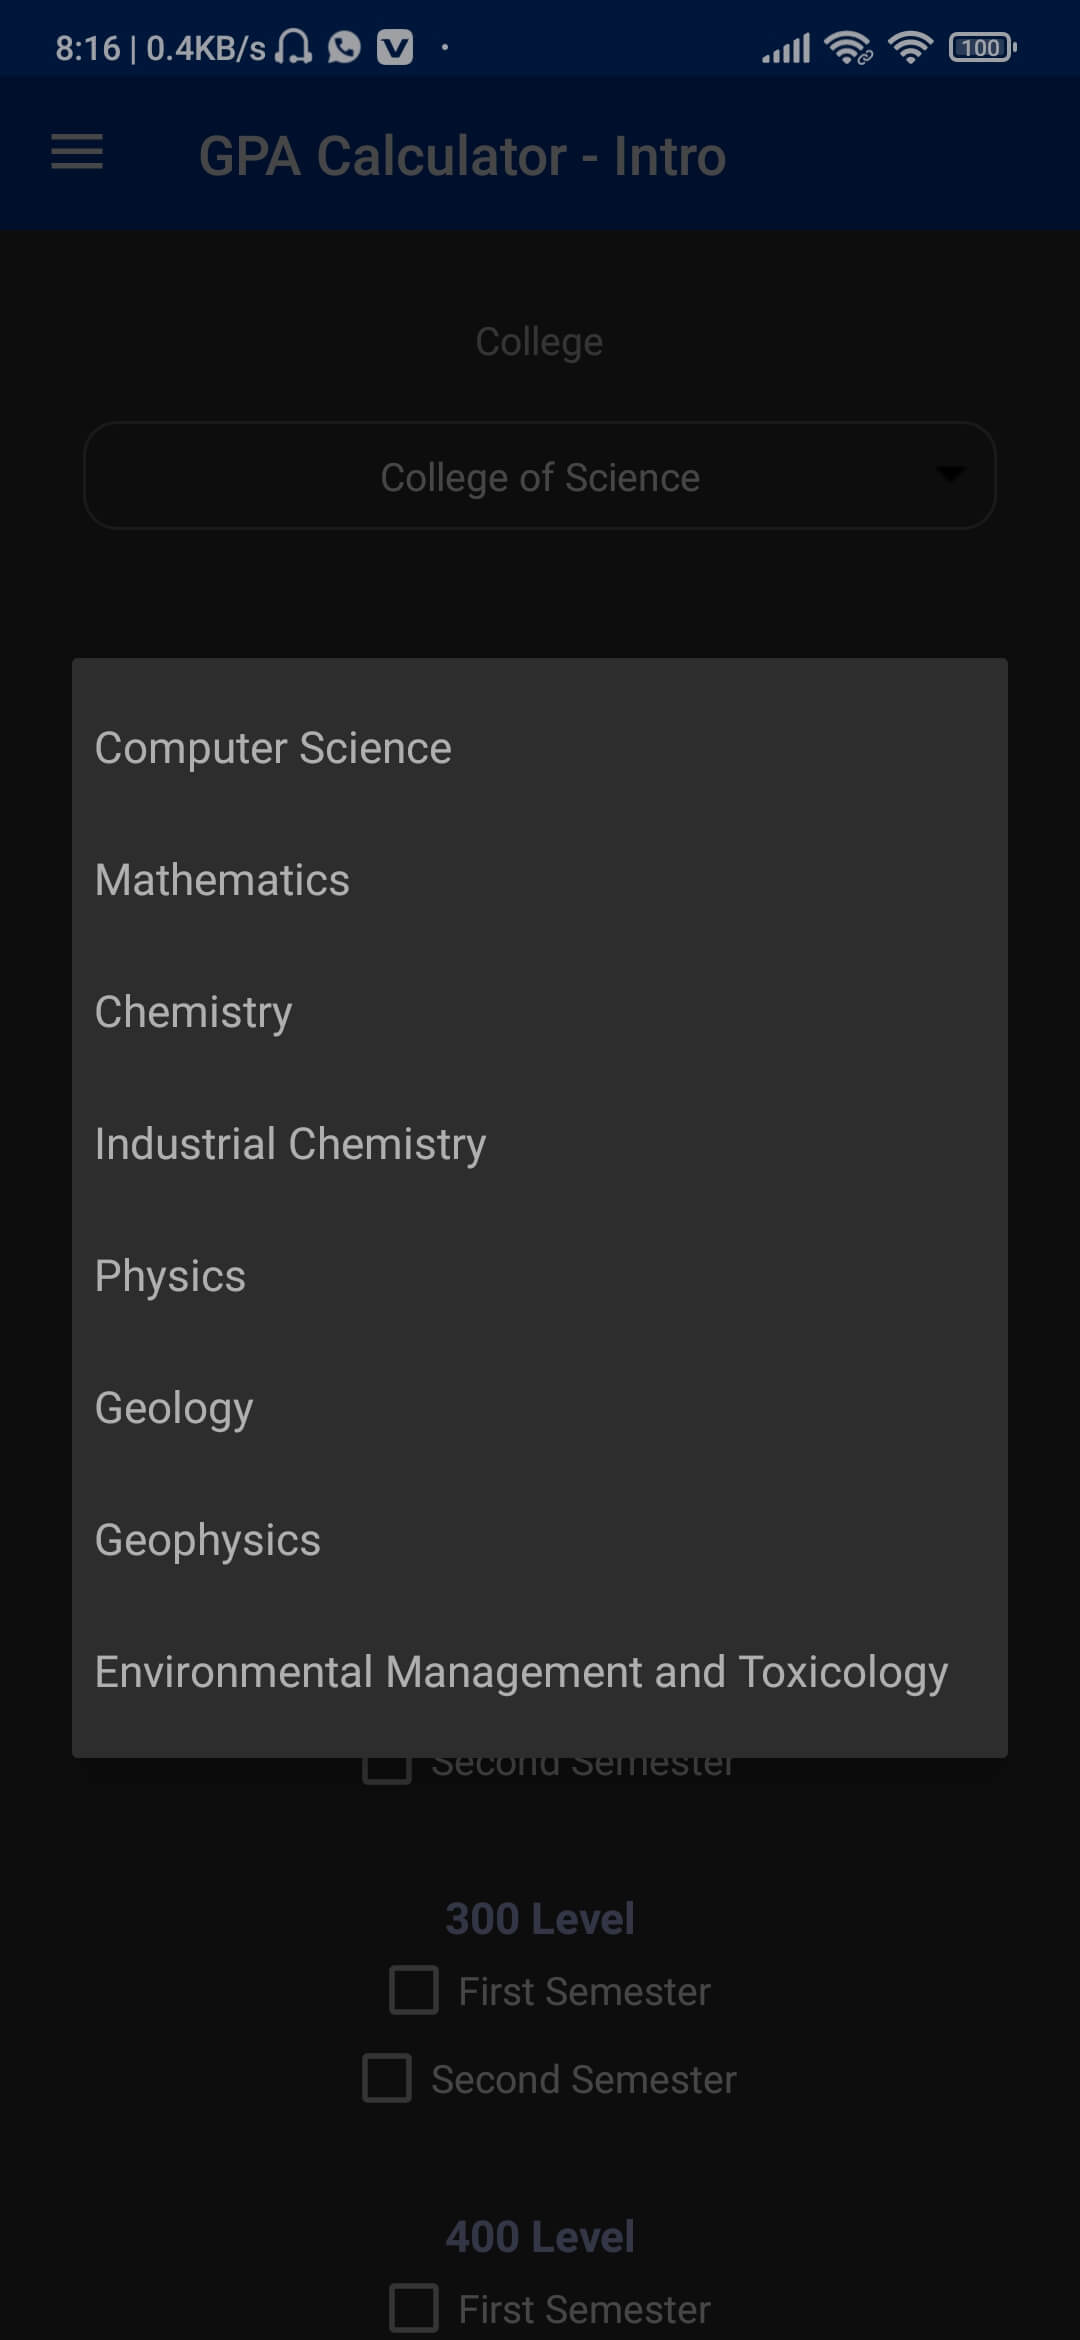 8:16 | 0.4KB/s
100
GPA Calculator - Intro
College
College of Science
Computer Science
Mathematics
Chemistry
Industrial Chemistry
Physics
Geology
Geophysics
Environmental Management and Toxicology
Second Semester
300 Level
First Semester
Second Semester
400 Level
First Semester